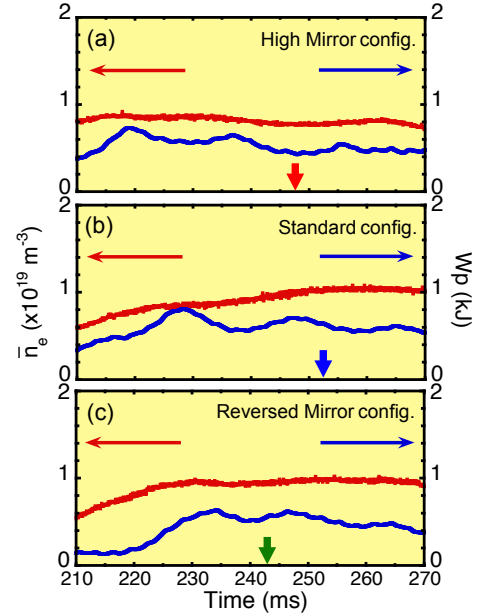 2 2
(a) High Mirror config.
1 1
0 0
2 2
(b) Standard config.
1 1
0 0
2 2
(c) Reversed Mirror config.
1 1
0 0
210 220 230 240 250 260 270
Time (ms)
n̄e (x10¹⁹ m⁻³)
Wp (kJ)